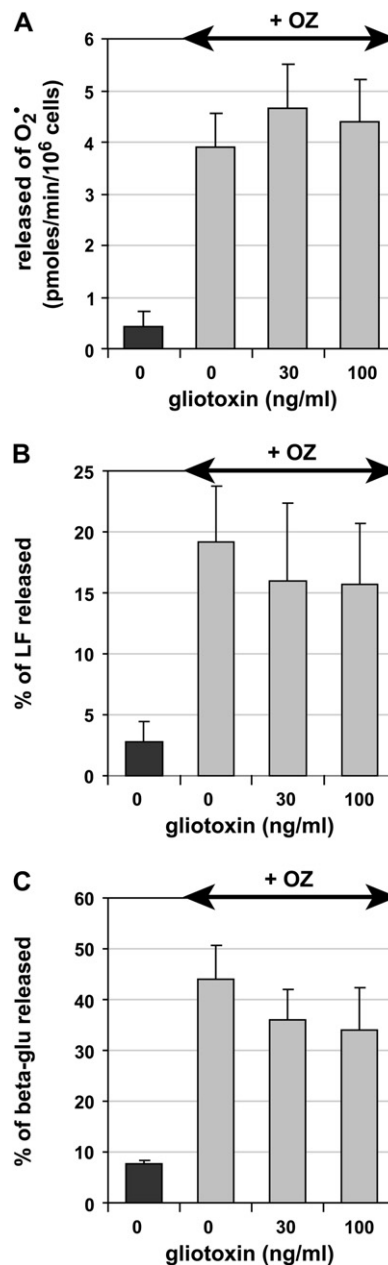 A
+ OZ
released of O₂•
(pmoles/min/10⁶ cells)
6
5
4
3
2
1
0
0 0 30 100
gliotoxin (ng/ml)
B
+ OZ
% of LF released
25
20
15
10
5
0
0 0 30 100
gliotoxin (ng/ml)
C
+ OZ
% of beta-glu released
60
50
40
30
20
10
0
0 0 30 100
gliotoxin (ng/ml)